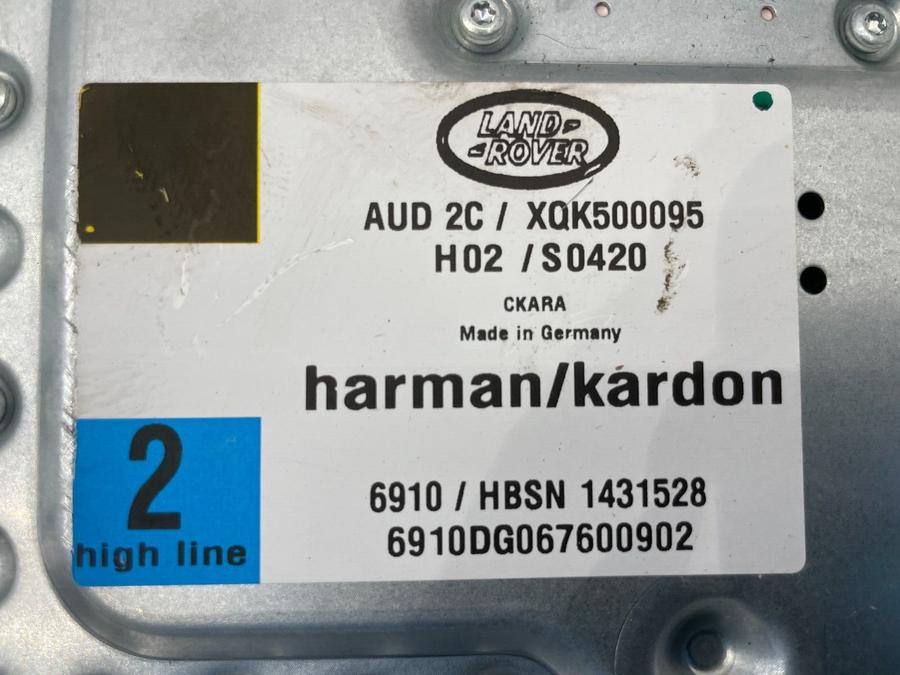 LAND-
-ROVER
AUD 2C / XQK500095
H02 /S0420
CKARA
Made in Germany
harman/kardon
2
high line
6910 / HBSN 1431528
6910DG067600902